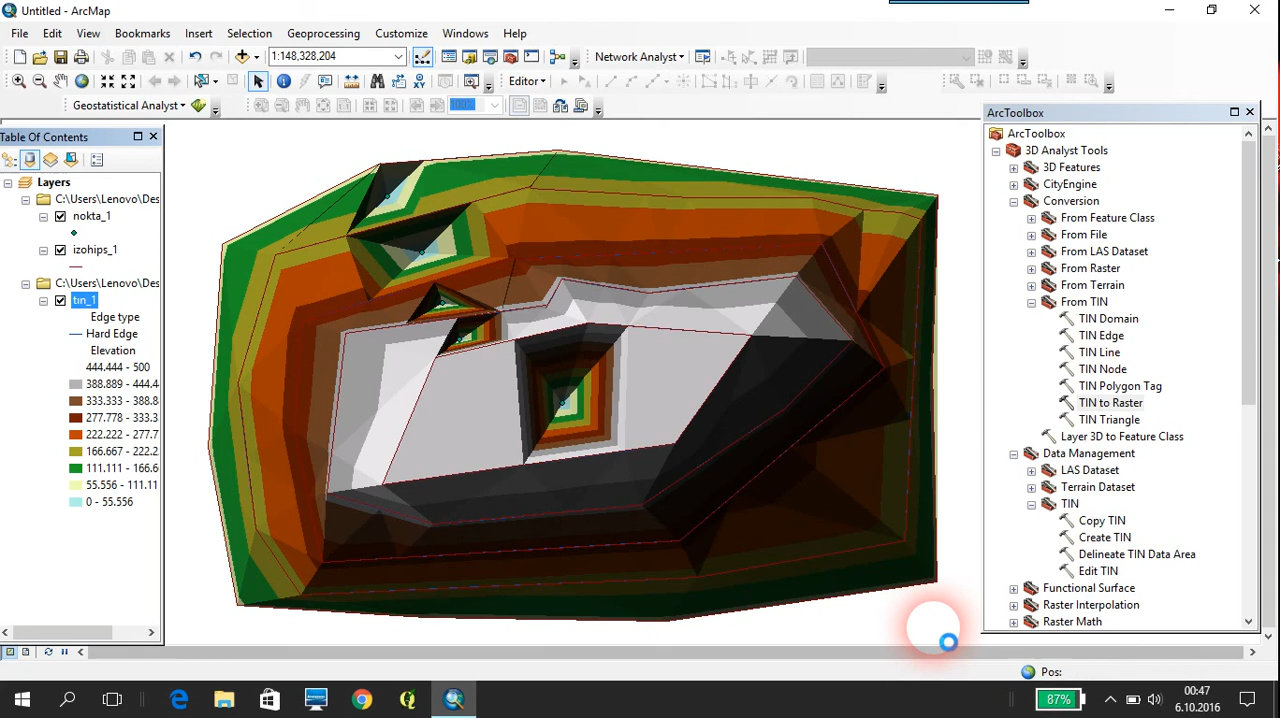 Untitled - ArcMap
File Edit View Bookmarks Insert Selection Geoprocessing Customize Windows Help
1:148,328,204
Network Analyst
Editor
Geostatistical Analyst
100%
Table Of Contents
Layers
C:\Users\Lenovo\Des
nokta_1
izohips_1
C:\Users\Lenovo\Des
tin_1
Edge type
Hard Edge
Elevation
444.444 - 500
388.889 - 444.4
333.333 - 388.8
277.778 - 333.3
222.222 - 277.7
166.667 - 222.2
111.111 - 166.6
55.556 - 111.11
0 - 55.556
ArcToolbox
ArcToolbox
3D Analyst Tools
3D Features
CityEngine
Conversion
From Feature Class
From File
From LAS Dataset
From Raster
From Terrain
From TIN
TIN Domain
TIN Edge
TIN Line
TIN Node
TIN Polygon Tag
TIN to Raster
TIN Triangle
Layer 3D to Feature Class
Data Management
LAS Dataset
Terrain Dataset
TIN
Copy TIN
Create TIN
Delineate TIN Data Area
Edit TIN
Functional Surface
Raster Interpolation
Raster Math
Pos:
87%
00:47
6.10.2016